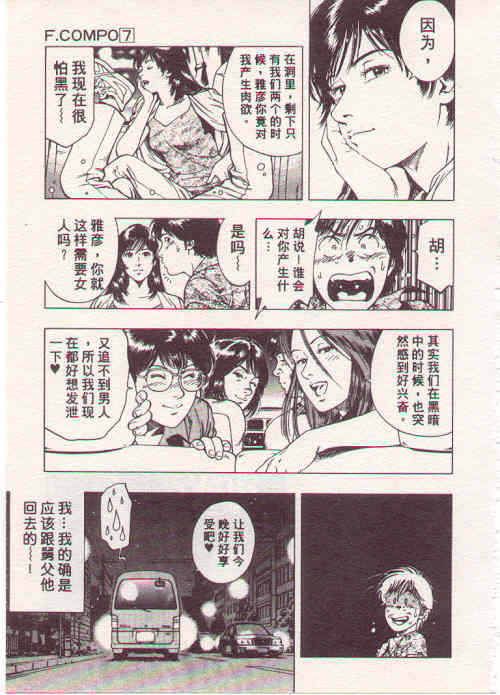 F.COMPO 7
因为，
在洞里，剩下只
有我们两个的时
候，雅彦你竟对
我产生肉欲。
我现在很
怕黑了～～
胡…
胡说！谁会
对你产生什
么…
是吗～
雅彦，你就
这样需要女
人吗？
其实我们在黑暗
中的时候，也突
然感到好兴奋。
又追不到男人
，所以我们现
在都好想发泄
一下♥
让我们今
晚好好享
受吧♥
我…我的确是
应该跟舅父他
回去的～～！